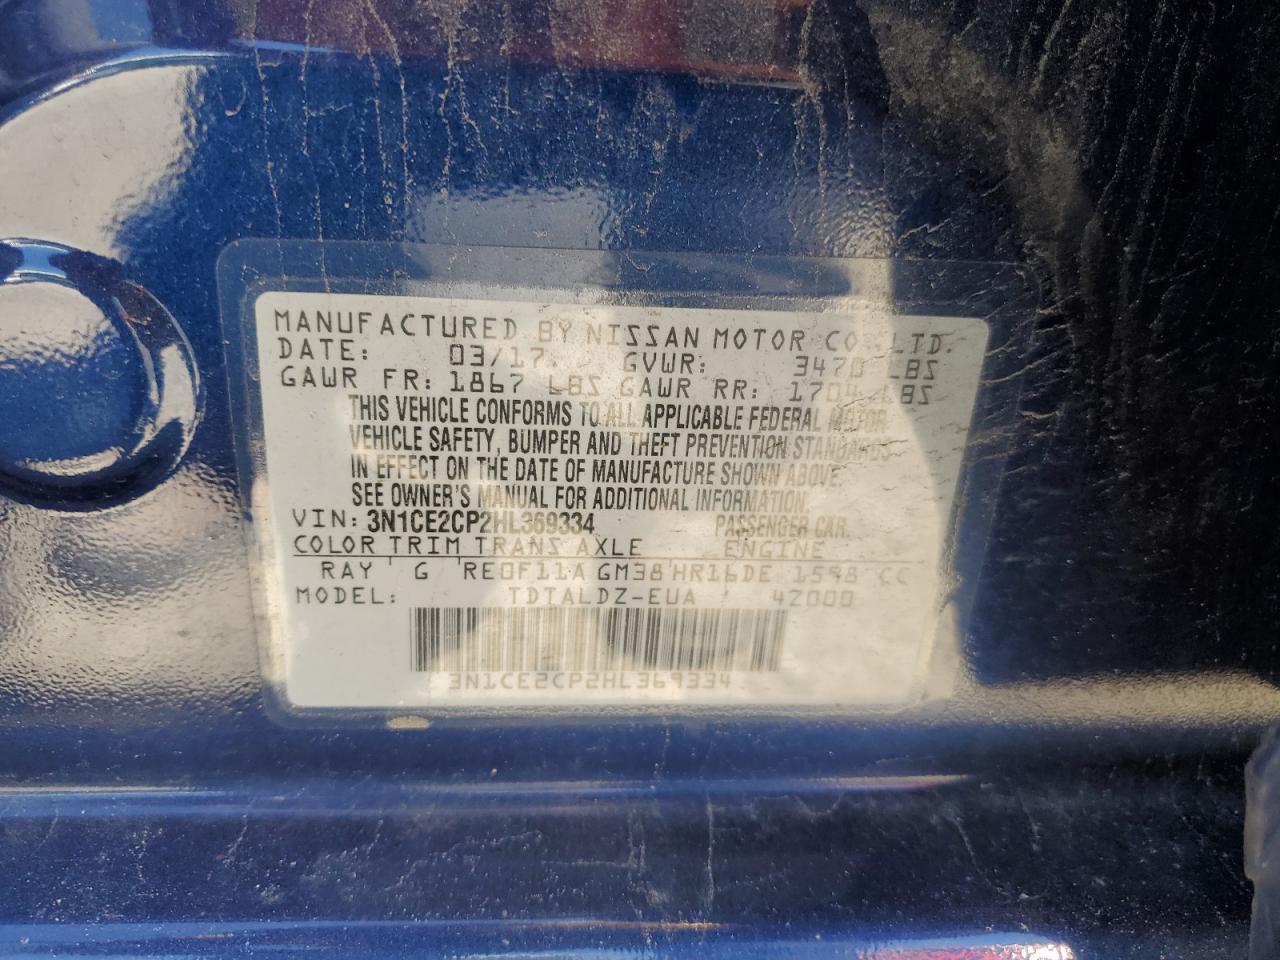 MANUFACTURED BY NISSAN MOTOR CO.,LTD.
DATE: 03/17. GVWR: 3470 LBS
GAWR FR: 1867 LBS GAWR RR: 1704 LBS
THIS VEHICLE CONFORMS TO ALL APPLICABLE FEDERAL MOTOR
VEHICLE SAFETY, BUMPER AND THEFT PREVENTION STANDARDS
IN EFFECT ON THE DATE OF MANUFACTURE SHOWN ABOVE.
SEE OWNER'S MANUAL FOR ADDITIONAL INFORMATION.
VIN: 3N1CE2CP2HL369334 PASSENGER CAR.
COLOR TRIM TRANS AXLE ENGINE
RAY G RE0F11A GM38 HR16DE 1598 CC
MODEL: TDTALDZ-EUA 42000
3N1CE2CP2HL369334